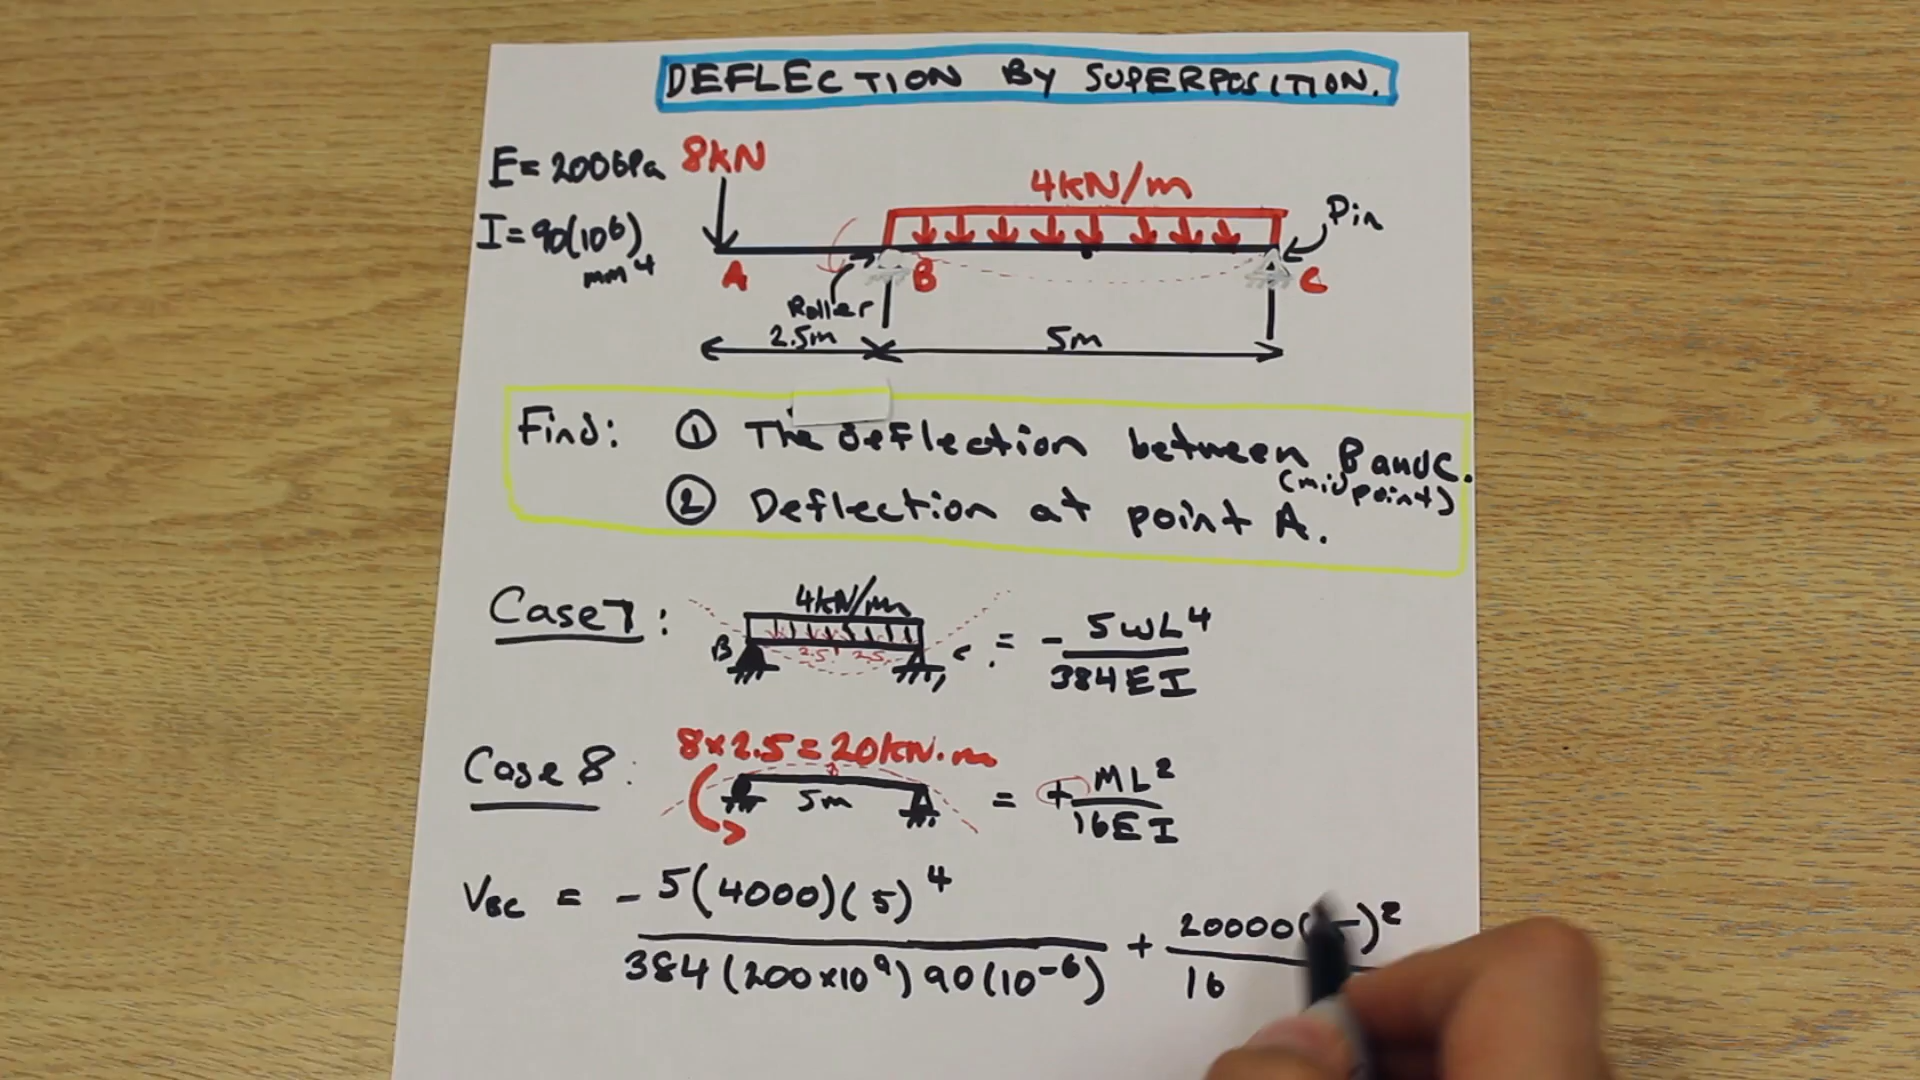 DEFLECTION BY SUPERPOSITION.
E=200GPa 8kN
4kN/m
Pin
I=90(10⁶)
mm⁴
A B C
Roller
2.5m 5m
Find: ① The deflection between B and C.
(midpoint)
② Deflection at point A.
4kN/m
Case 7: B 2.5 2.5 C := - 5wL⁴
384EI
8×2.5=20kN.m
Case 8: 5m = + ML²
16EI
VBC = - 5(4000)(5)⁴
384(200×10⁹)90(10⁻⁶) + 20000( )²
16